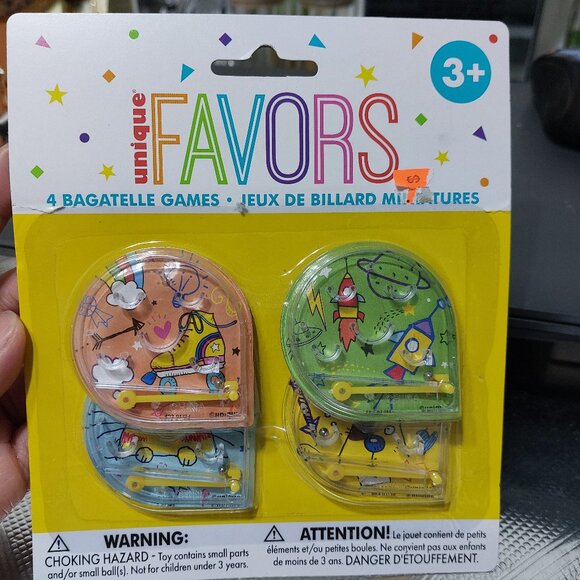 3+
unique
FAVORS
4 BAGATELLE GAMES • JEUX DE BILLARD MINIATURES
WARNING:
CHOKING HAZARD - Toy contains small parts
and/or small ball(s). Not for children under 3 years.
ATTENTION! Le jouet contient de petits
éléments et/ou petites boules. Ne convient pas aux enfants
de moins de 3 ans. DANGER D'ÉTOUFFEMENT.